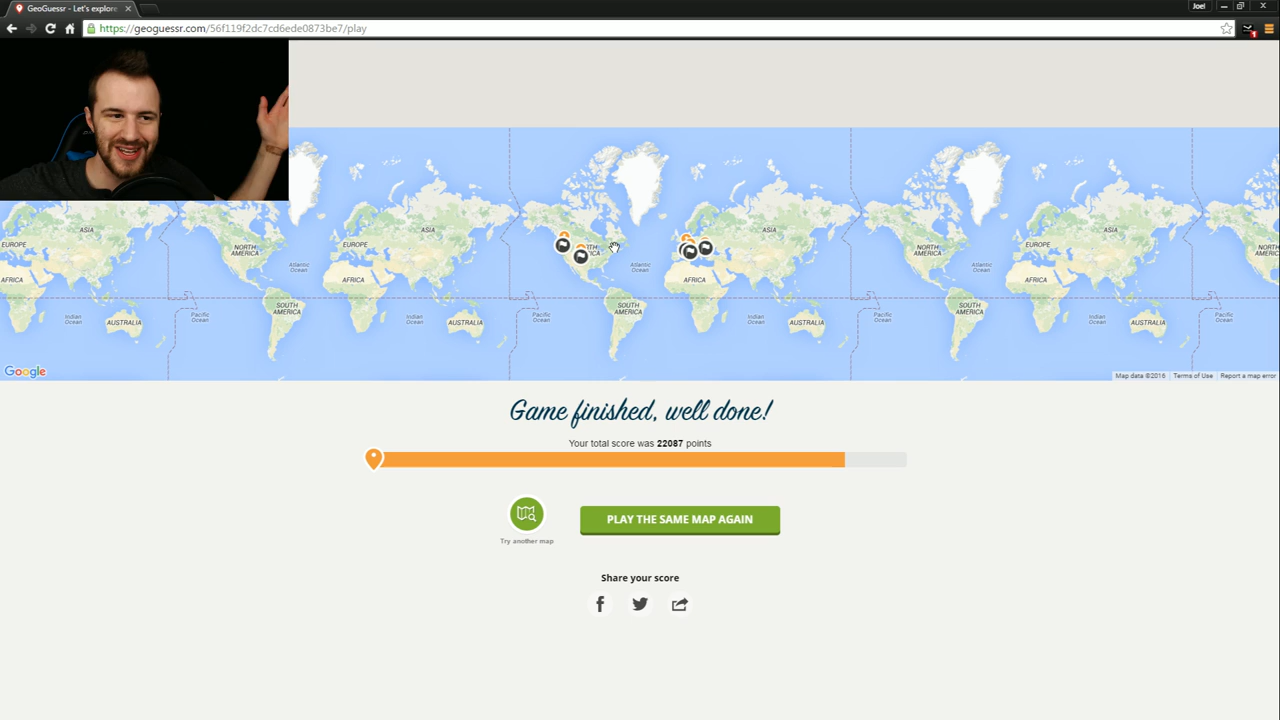 GeoGuessr - Let's explore
Joel
https://geoguessr.com/56f119f2dc7cd6ede0873be7/play
1
EUROPE ASIA NORTH AMERICA EUROPE ASIA ASIA NORTH AMERICA EUROPE ASIA NORTH AMERICA
Atlantic Ocean Atlantic Ocean Atlantic Ocean
AFRICA AFRICA AFRICA AFRICA
SOUTH AMERICA SOUTH AMERICA SOUTH AMERICA
Indian Ocean AUSTRALIA Pacific Ocean Indian Ocean AUSTRALIA Pacific Ocean Indian Ocean AUSTRALIA Pacific Ocean Indian Ocean AUSTRALIA Pacific Ocean
Google
Map data ©2016 Terms of Use Report a map error
Game finished, well done!
Your total score was 22087 points
Try another map
PLAY THE SAME MAP AGAIN
Share your score